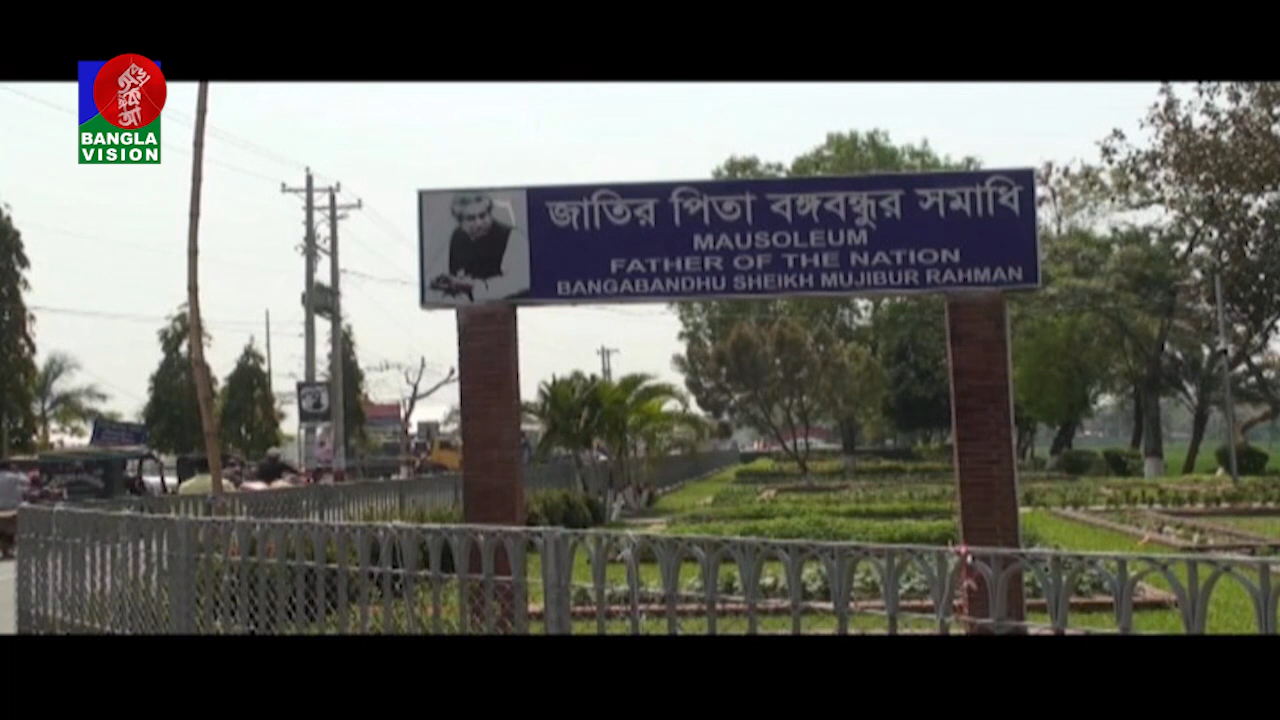 BANGLA
VISION
জাতির পিতা বঙ্গবন্ধুর সমাধি
MAUSOLEUM
FATHER OF THE NATION
BANGABANDHU SHEIKH MUJIBUR RAHMAN